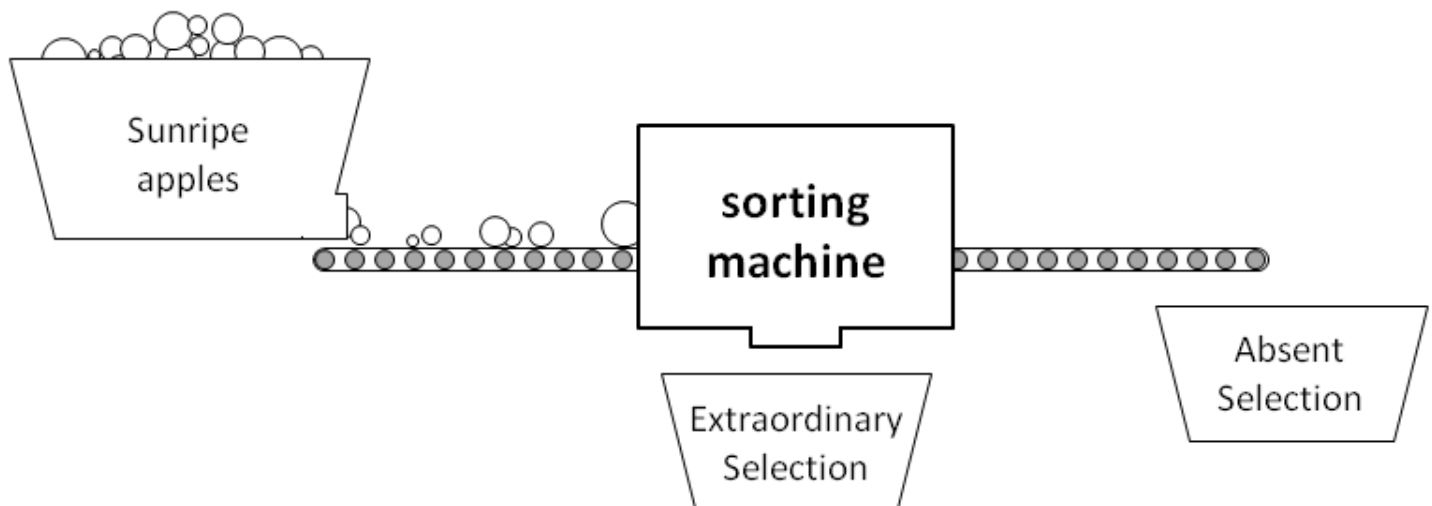 Sunripe
apples
sorting
machine
Extraordinary
Selection
Absent
Selection